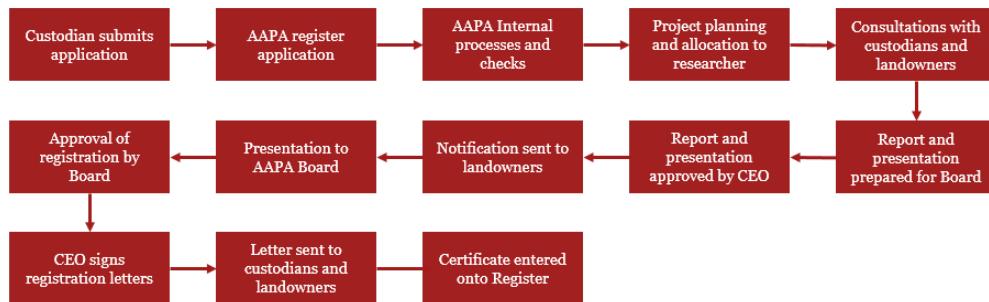 Custodian submits
application
AAPA register
application
AAPA Internal
processes and
checks
Project planning
and allocation to
researcher
Consultations with
custodians and
landowners
Report and
presentation
prepared for Board
Report and
presentation
approved by CEO
Notification sent to
landowners
Presentation to
AAPA Board
Approval of
registration by
Board
CEO signs
registration letters
Letter sent to
custodians and
landowners
Certificate entered
onto Register